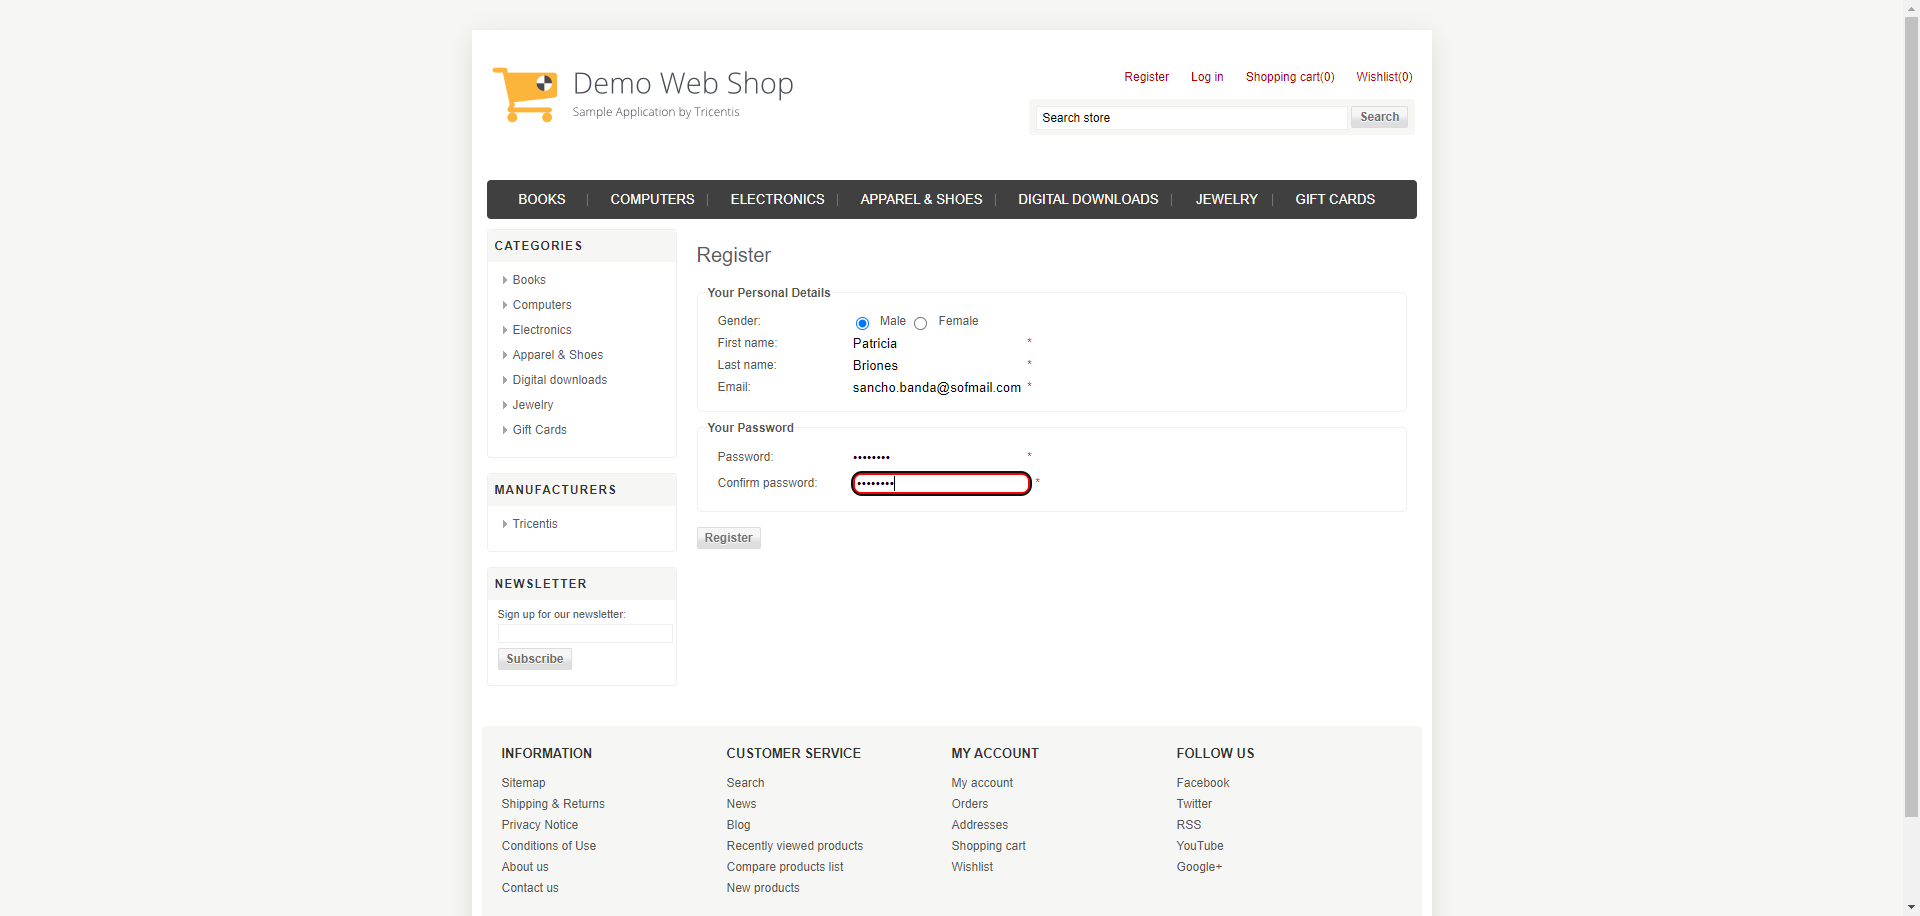 Demo Web Shop
Sample Application by Tricentis
Register Log in Shopping cart(0) Wishlist(0)
Search store Search
BOOKS COMPUTERS ELECTRONICS APPAREL & SHOES DIGITAL DOWNLOADS JEWELRY GIFT CARDS
CATEGORIES
Books
Computers
Electronics
Apparel & Shoes
Digital downloads
Jewelry
Gift Cards
MANUFACTURERS
Tricentis
NEWSLETTER
Sign up for our newsletter:
Subscribe
Register
Your Personal Details
Gender: Male Female
First name: Patricia *
Last name: Briones *
Email: sancho.banda@sofmail.com *
Your Password
Password: •••••••• *
Confirm password: •••••••• *
Register
INFORMATION
Sitemap
Shipping & Returns
Privacy Notice
Conditions of Use
About us
Contact us
CUSTOMER SERVICE
Search
News
Blog
Recently viewed products
Compare products list
New products
MY ACCOUNT
My account
Orders
Addresses
Shopping cart
Wishlist
FOLLOW US
Facebook
Twitter
RSS
YouTube
Google+